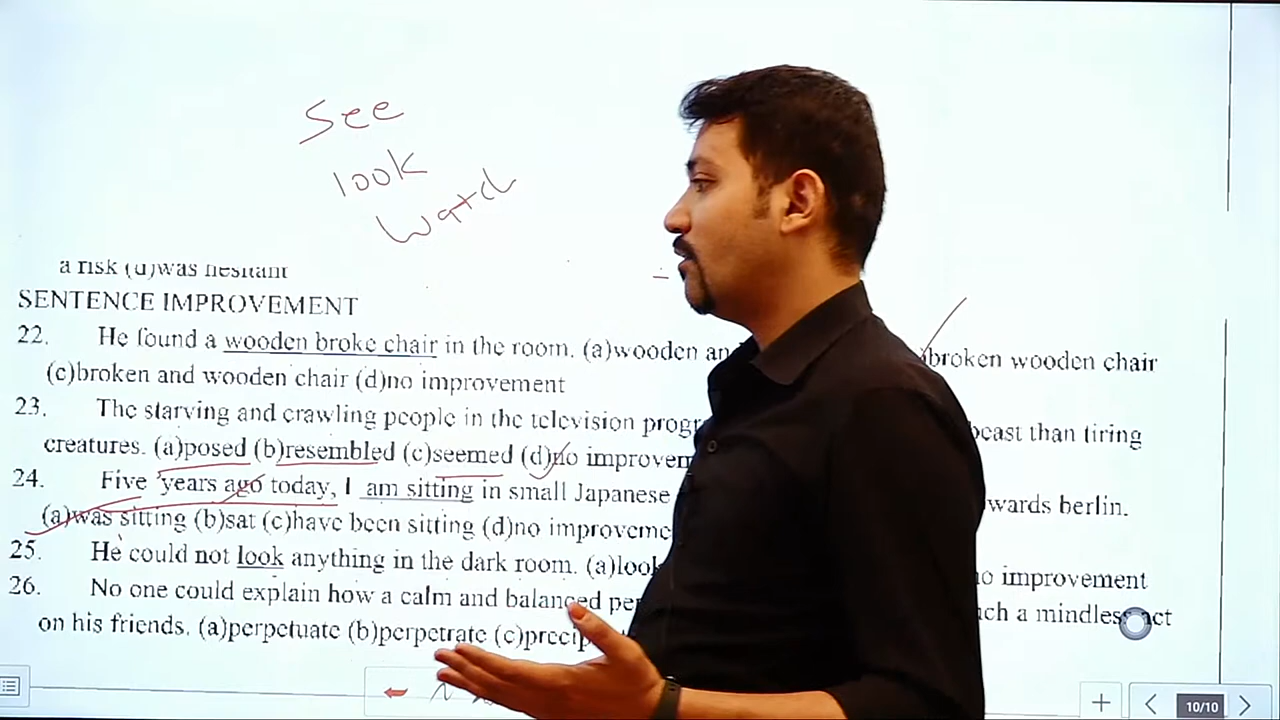 See
look
watch
a risk (d)was hesitant
SENTENCE IMPROVEMENT
22. He found a wooden broke chair in the room. (a)wooden an broken wooden chair
(c)broken and wooden chair (d)no improvement
23. The starving and crawling people in the television progr beast than tiring
creatures. (a)posed (b)resembled (c)seemed (d)no improvem
24. Five years ago today, I am sitting in small Japanese wards berlin.
(a)was sitting (b)sat (c)have been sitting (d)no improveme
25. He could not look anything in the dark room. (a)look no improvement
26. No one could explain how a calm and balanced per ch a mindless act
on his friends. (a)perpetuate (b)perpetrate (c)precip
10/10